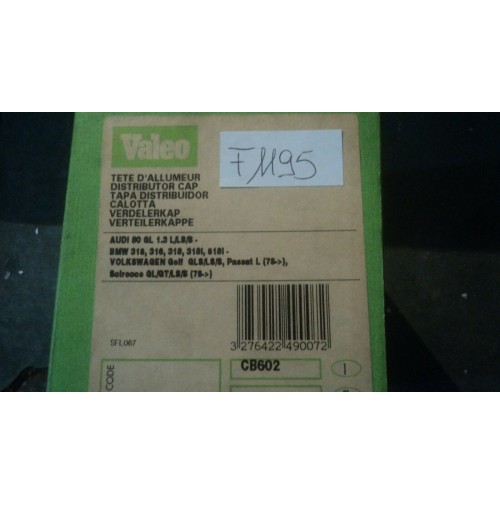 Valeo
F 1195
TETE D'ALLUMEUR
DISTRIBUTOR CAP
TAPA DISTRIBUIDOR
CALOTTA
VERDELERKAP
VERTEILERKAPPE
AUDI 80 GL 1.3 L/LS/S -
BMW 315, 316, 318, 318i, 518i -
VOLKSWAGEN Golf GLS/LS/S, Passat L (75->),
Scirocco GL/GT/LS/S (75->)
SFL067
3 276422 490072
CODE
CB602
I